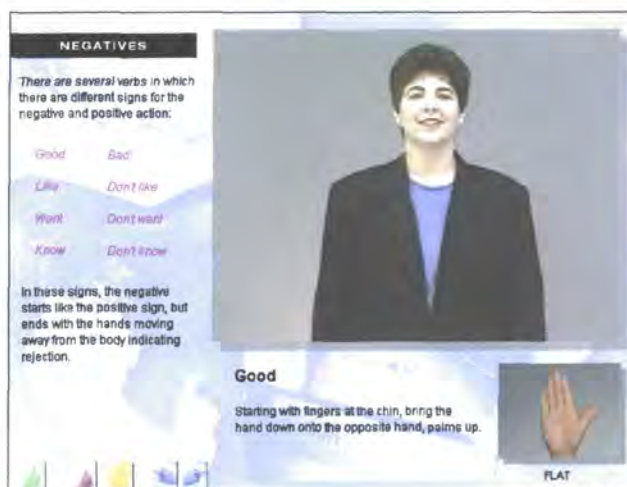 NEGATIVES
There are several verbs in which
there are different signs for the
negative and positive action:
Good Bad
Like Don't like
Want Don't want
Know Don't know
In these signs, the negative
starts like the positive sign, but
ends with the hands moving
away from the body indicating
rejection.
Good
Starting with fingers at the chin, bring the
hand down onto the opposite hand, palms up.
FLAT